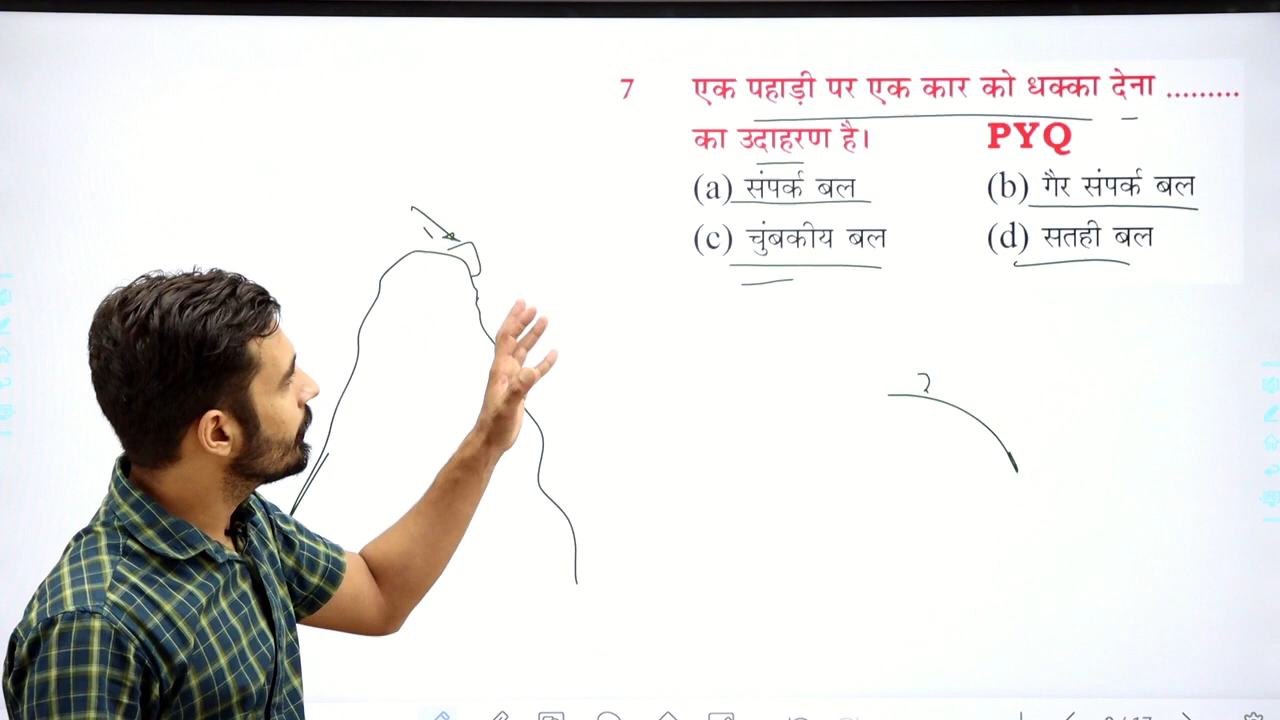 7 एक पहाड़ी पर एक कार को धक्का देना .........
का उदाहरण है। PYQ
(a) संपर्क बल (b) गैर संपर्क बल
(c) चुंबकीय बल (d) सतही बल